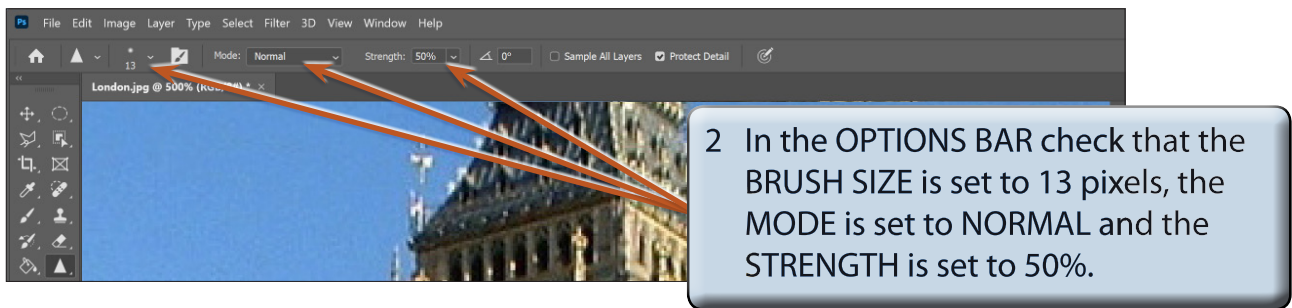 Ps File Edit Image Layer Type Select Filter 3D View Window Help
13 Mode: Normal Strength: 50% 0° Sample All Layers Protect Detail
London.jpg @ 500% * ×
2 In the OPTIONS BAR check that the
BRUSH SIZE is set to 13 pixels, the
MODE is set to NORMAL and the
STRENGTH is set to 50%.